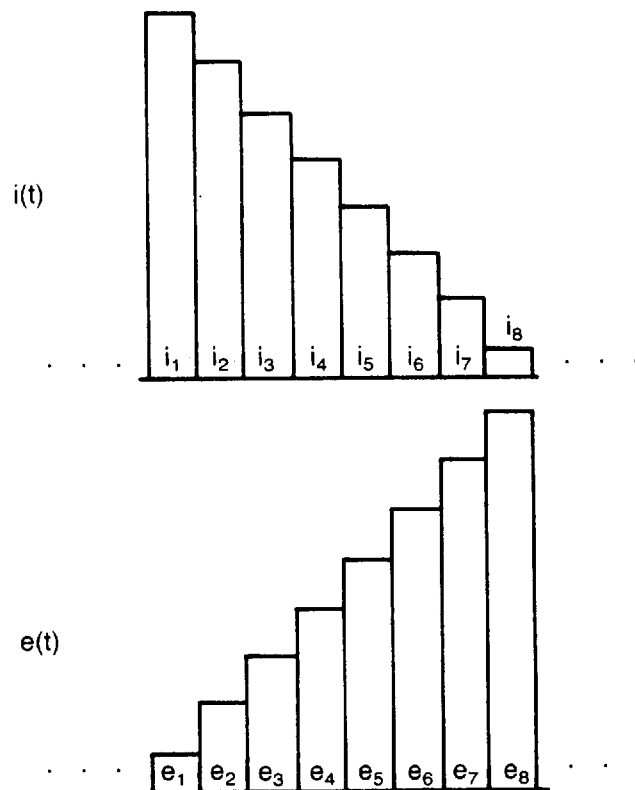 i(t)
i₈
. . . i₁ i₂ i₃ i₄ i₅ i₆ i₇ . . .
e(t)
. . . e₁ e₂ e₃ e₄ e₅ e₆ e₇ e₈ . . .